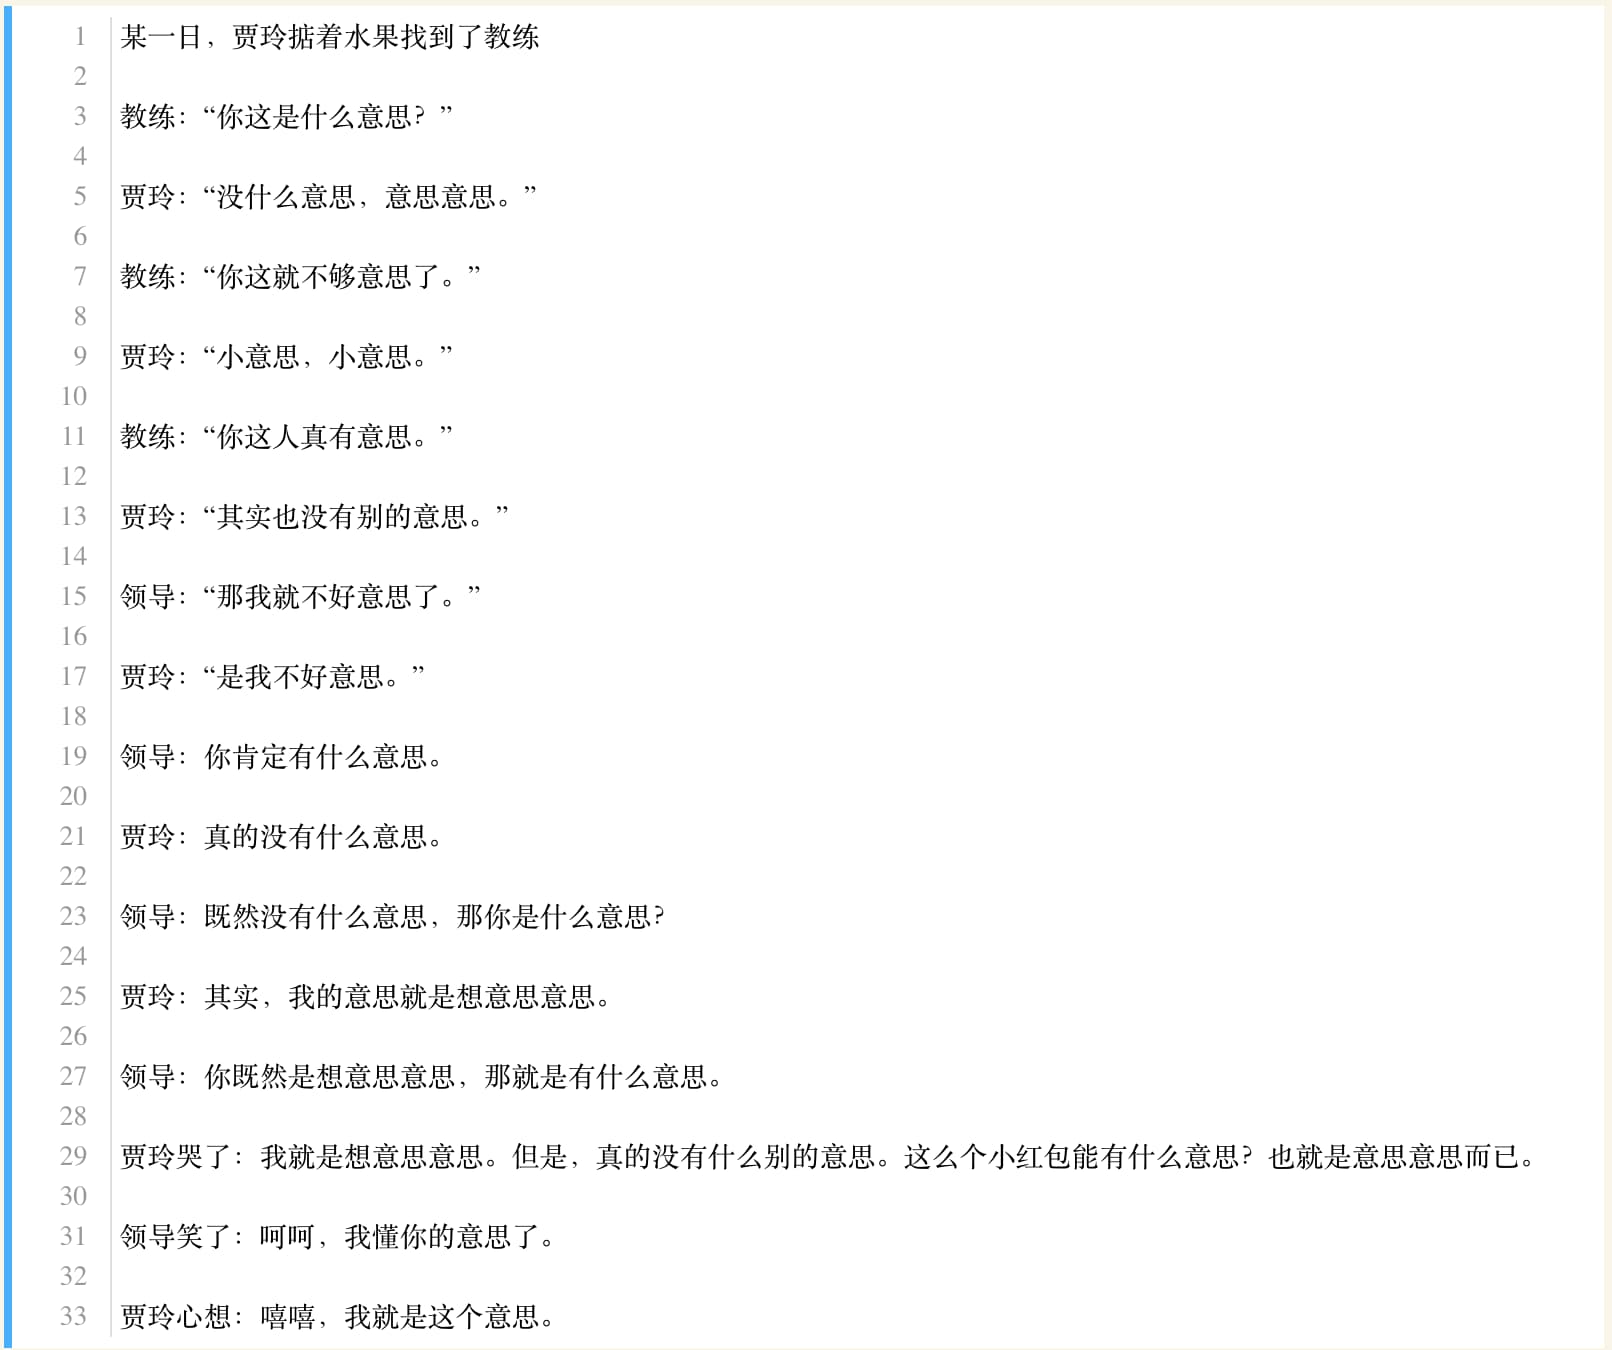 1 某一日，贾玲掂着水果找到了教练
2
3 教练：“你这是什么意思？”
4
5 贾玲：“没什么意思，意思意思。”
6
7 教练：“你这就不够意思了。”
8
9 贾玲：“小意思，小意思。”
10
11 教练：“你这人真有意思。”
12
13 贾玲：“其实也没有别的意思。”
14
15 领导：“那我就不好意思了。”
16
17 贾玲：“是我不好意思。”
18
19 领导：你肯定有什么意思。
20
21 贾玲：真的没有什么意思。
22
23 领导：既然没有什么意思，那你是什么意思？
24
25 贾玲：其实，我的意思就是想意思意思。
26
27 领导：你既然是想意思意思，那就是有什么意思。
28
29 贾玲哭了：我就是想意思意思。但是，真的没有什么别的意思。这么个小红包能有什么意思？也就是意思意思而已。
30
31 领导笑了：呵呵，我懂你的意思了。
32
33 贾玲心想：嘻嘻，我就是这个意思。